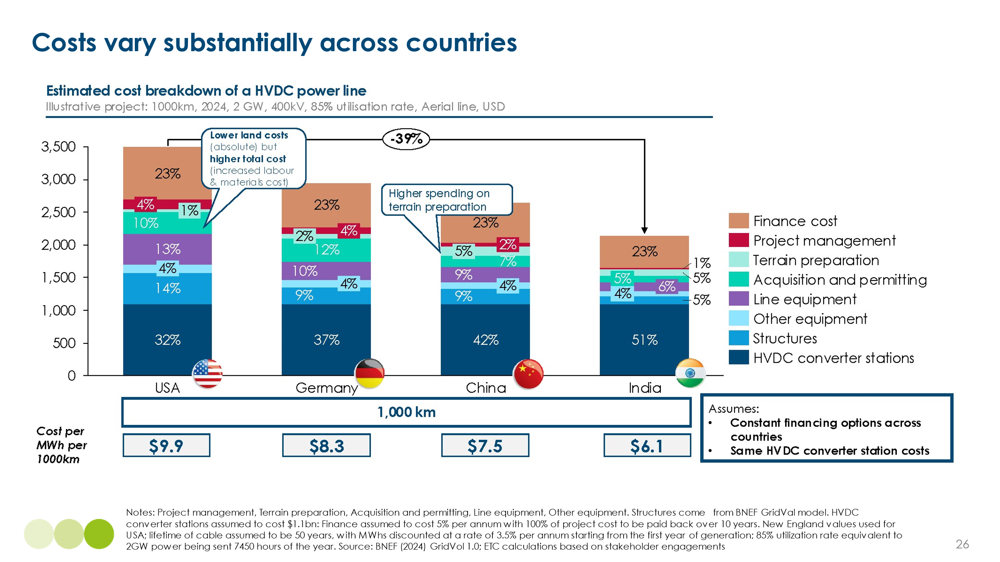 Costs vary substantially across countries
Estimated cost breakdown of a HVDC power line
Illustrative project: 1000km, 2024, 2 GW, 400kV, 85% utilisation rate, Aerial line, USD
Lower land costs
(absolute) but
higher total cost
(increased labour
& materials cost)
-39%
Higher spending on
terrain preparation
3,500
3,000
2,500
2,000
1,500
1,000
500
0
23%
4%
1%
10%
13%
4%
14%
32%
23%
4%
2%
12%
10%
4%
9%
37%
23%
2%
5%
7%
9%
4%
9%
42%
23%
1%
5%
5%
6%
4%
5%
51%
USA
Germany
China
India
Finance cost
Project management
Terrain preparation
Acquisition and permitting
Line equipment
Other equipment
Structures
HVDC converter stations
1,000 km
Cost per
MWh per
1000km
$9.9
$8.3
$7.5
$6.1
Assumes:
• Constant financing options across
countries
• Same HVDC converter station costs
Notes: Project management, Terrain preparation, Acquisition and permitting, Line equipment, Other equipment. Structures come from BNEF GridVal model. HVDC
converter stations assumed to cost $1.1bn: Finance assumed to cost 5% per annum with 100% of project cost to be paid back over 10 years. New England values used for
USA; lifetime of cable assumed to be 50 years, with MWhs discounted at a rate of 3.5% per annum starting from the first year of generation; 85% utilization rate equivalent to
2GW power being sent 7450 hours of the year. Source: BNEF (2024) GridVol 1.0; ETC calculations based on stakeholder engagements
26